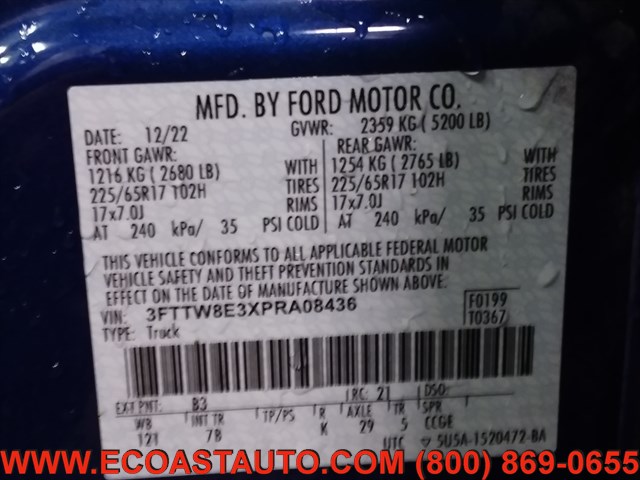 MFD. BY FORD MOTOR CO.
DATE: 12/22 GVWR: 2359 KG ( 5200 LB)
FRONT GAWR: REAR GAWR:
1216 KG ( 2680 LB) WITH 1254 KG ( 2765 LB) WITH
225/65R17 102H TIRES 225/65R17 102H TIRES
17x7.0J RIMS 17x7.0J RIMS
AT 240 kPa/ 35 PSI COLD AT 240 kPa/ 35 PSI COLD
THIS VEHICLE CONFORMS TO ALL APPLICABLE FEDERAL MOTOR
VEHICLE SAFETY AND THEFT PREVENTION STANDARDS IN
EFFECT ON THE DATE OF MANUFACTURE SHOWN ABOVE.
VIN: 3FTTW8E3XPRA08436 F0199
TYPE: Truck T0367
EXT PNT: B3 RC: 21 DSO:
WB INT TR TP/PS R AXLE TR SPR
121 7B K 29 5 CCGE
UTC 5U5A-1520472-BA
WWW.ECOASTAUTO.COM (800) 869-0655